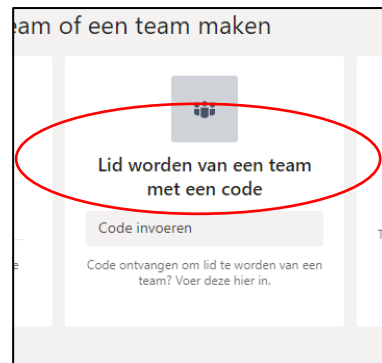 eam of een team maken
Lid worden van een team
met een code
Code invoeren
Code ontvangen om lid te worden van een
team? Voer deze hier in.
e
T